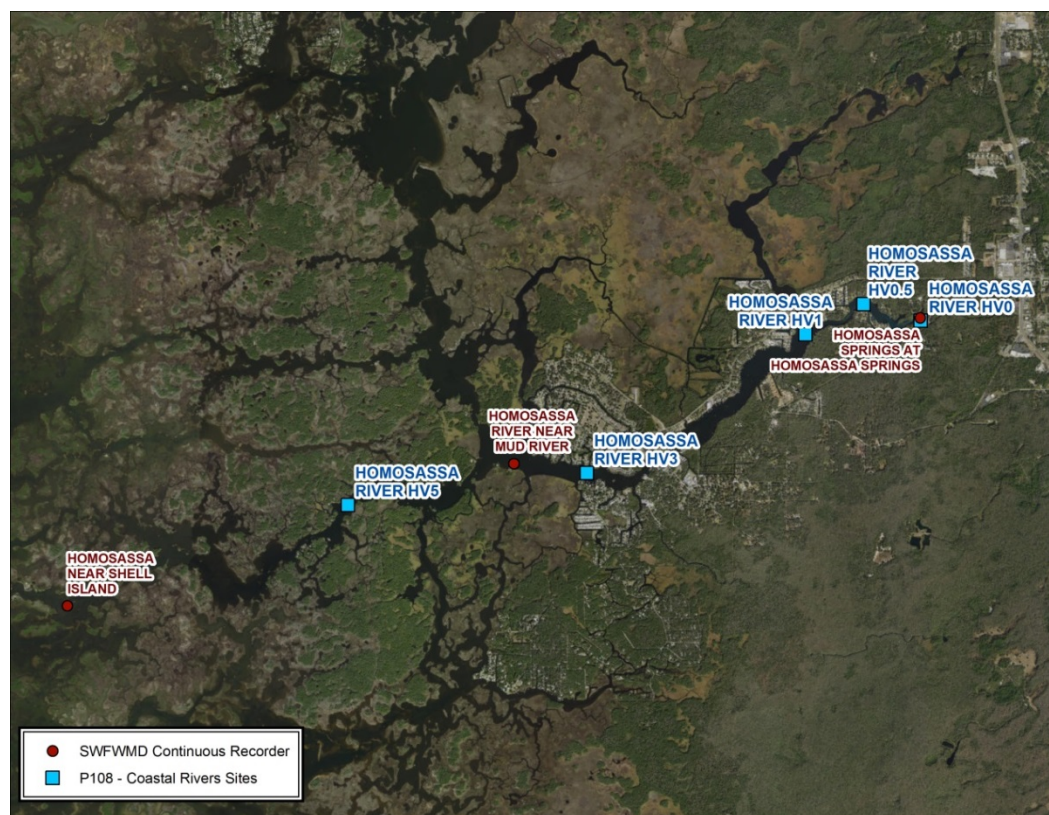 HOMOSASSA
RIVER
HV0.5
HOMOSASSA
RIVER HV0
HOMOSASSA
RIVER HV1
HOMOSASSA
SPRINGS AT
HOMOSASSA SPRINGS
HOMOSASSA
RIVER NEAR
MUD RIVER
HOMOSASSA
RIVER HV3
HOMOSASSA
RIVER HV5
HOMOSASSA
NEAR SHELL
ISLAND
SWFWMD Continuous Recorder
P108 - Coastal Rivers Sites